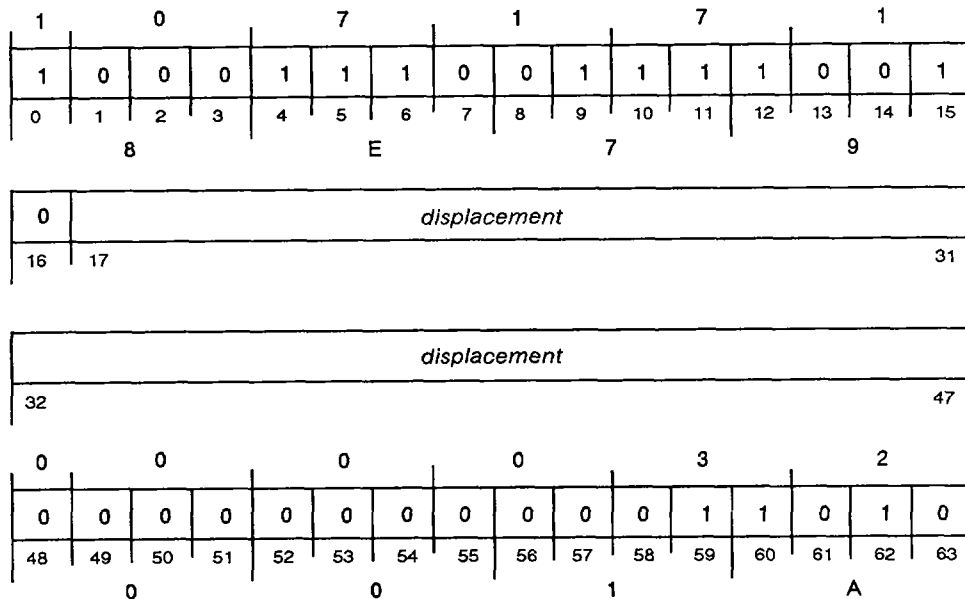 1 0 7 1 7 1
1 0 0 0 1 1 1 0 0 1 1 1 1 0 0 1
0 1 2 3 4 5 6 7 8 9 10 11 12 13 14 15
8 E 7 9
0 displacement
16 17 31
displacement
32 47
0 0 0 0 3 2
0 0 0 0 0 0 0 0 0 0 0 1 1 0 1 0
48 49 50 51 52 53 54 55 56 57 58 59 60 61 62 63
0 0 1 A